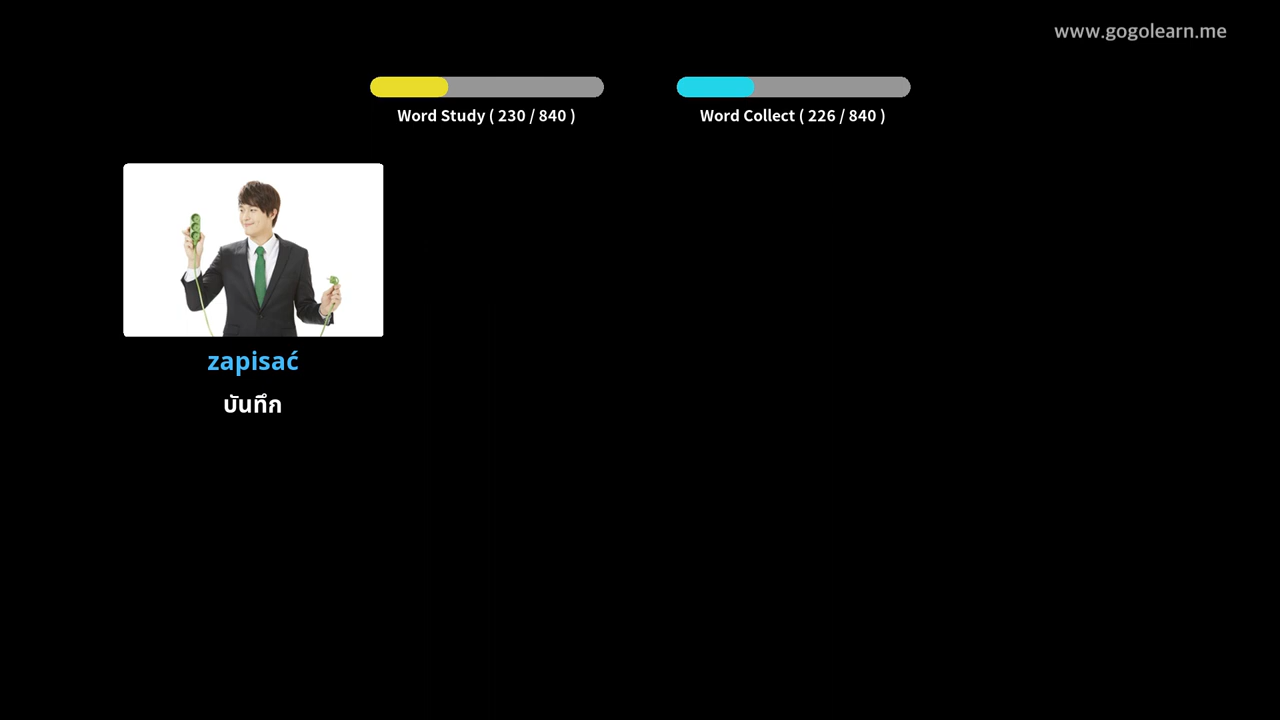 www.gogolearn.me
Word Study ( 230 / 840 )
Word Collect ( 226 / 840 )
zapisać
บันทึก